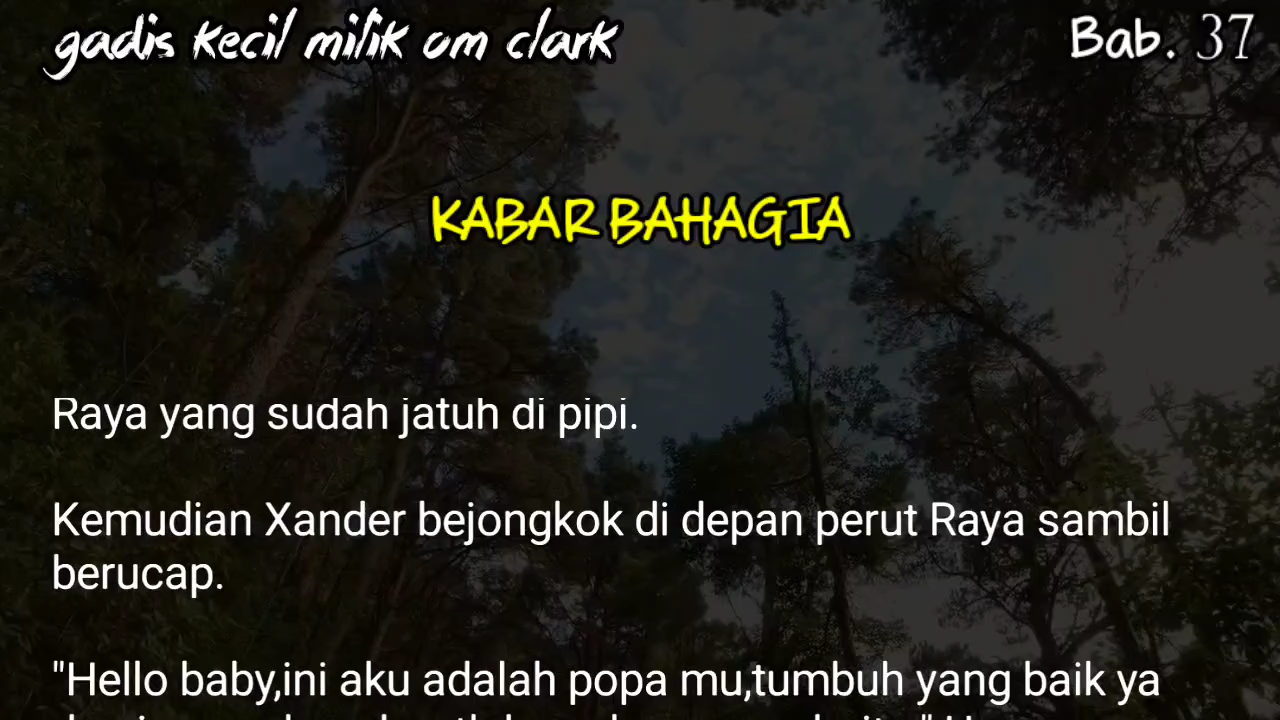 gadis kecil milik om clark
Bab. 37
KABAR BAHAGIA
Raya yang sudah jatuh di pipi.
Kemudian Xander bejongkok di depan perut Raya sambil
berucap.
"Hello baby,ini aku adalah popa mu,tumbuh yang baik ya